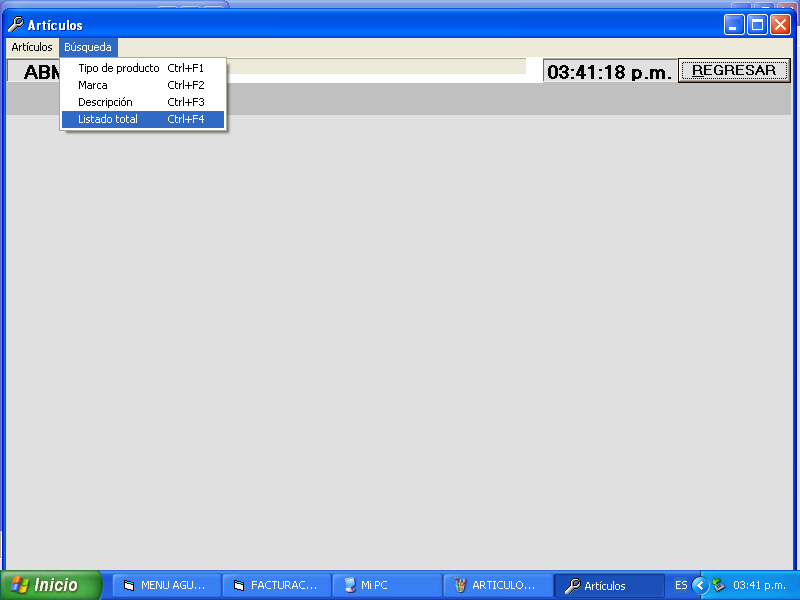 Artículos
Artículos Búsqueda
ABM
03:41:18 p.m. REGRESAR
Tipo de producto Ctrl+F1
Marca Ctrl+F2
Descripción Ctrl+F3
Listado total Ctrl+F4
Inicio MENU AGU... FACTURAC... Mi PC ARTICULO... Artículos ES 03:41 p.m.